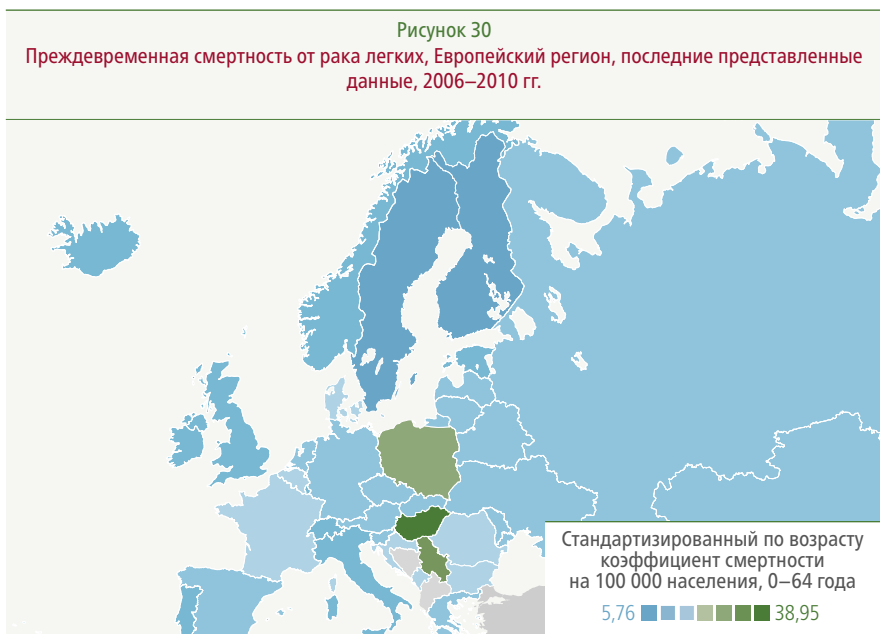 Рисунок 30
Преждевременная смертность от рака легких, Европейский регион, последние представленные
данные, 2006–2010 гг.
Стандартизированный по возрасту
коэффициент смертности
на 100 000 населения, 0–64 года
5,76 38,95